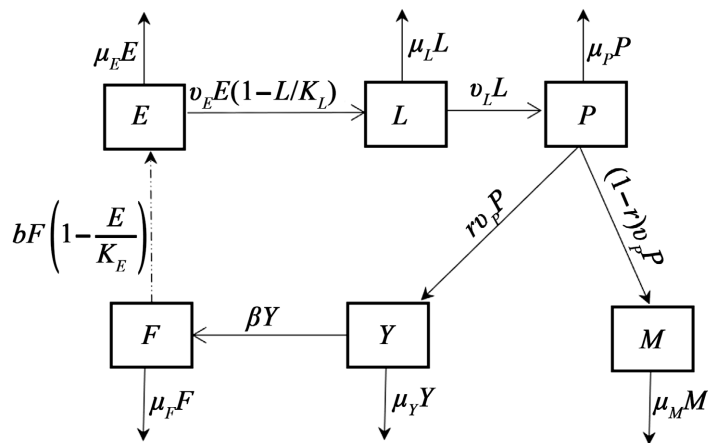 μ_E E
μ_L L
μ_P P
E
υ_E E(1−L/K_L)
L
υ_L L
P
bF(1−E/K_E)
rυ_P P
(1−r)υ_P P
F
βY
Y
M
μ_F F
μ_Y Y
μ_M M